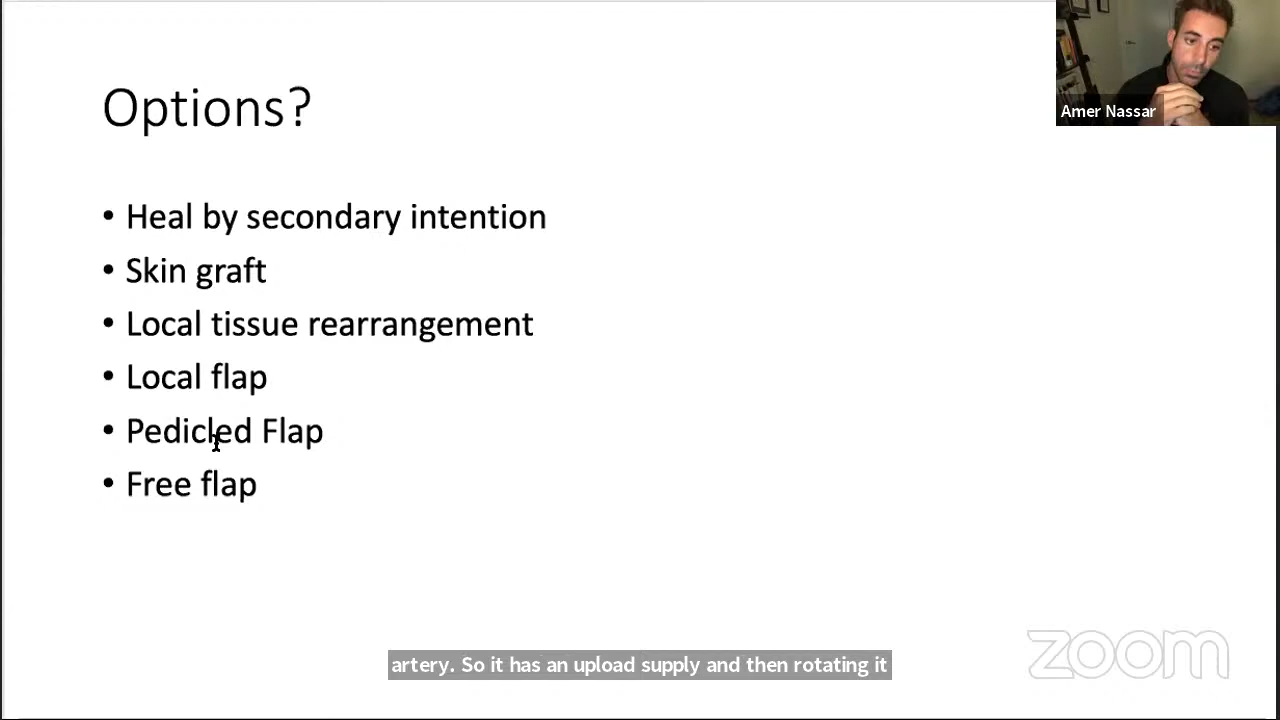 Options?
Amer Nassar
• Heal by secondary intention
• Skin graft
• Local tissue rearrangement
• Local flap
• Pedicled Flap
• Free flap
artery. So it has an upload supply and then rotating it
zoom